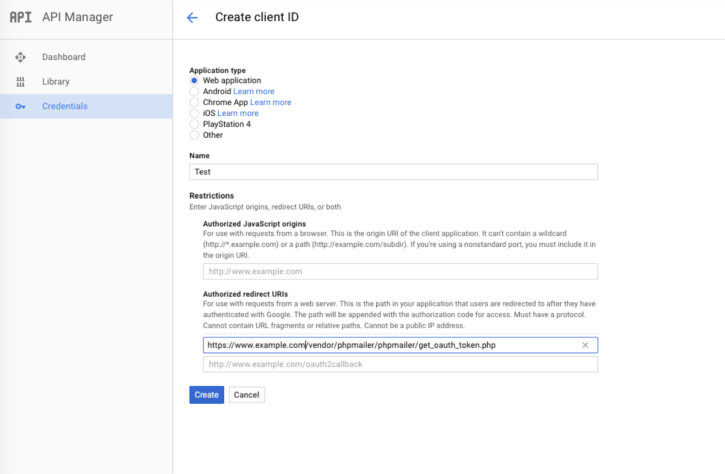 API API Manager
Create client ID
Dashboard
Library
Credentials
Application type
Web application
Android Learn more
Chrome App Learn more
iOS Learn more
PlayStation 4
Other
Name
Test
Restrictions
Enter JavaScript origins, redirect URIs, or both
Authorized JavaScript origins
For use with requests from a browser. This is the origin URI of the client application. It can't contain a wildcard
(http://*.example.com) or a path (http://example.com/subdir). If you're using a nonstandard port, you must include it in
the origin URI.
http://www.example.com
Authorized redirect URIs
For use with requests from a web server. This is the path in your application that users are redirected to after they have
authenticated with Google. The path will be appended with the authorization code for access. Must have a protocol.
Cannot contain URL fragments or relative paths. Cannot be a public IP address.
https://www.example.com/vendor/phpmailer/phpmailer/get_oauth_token.php
http://www.example.com/oauth2callback
Create Cancel